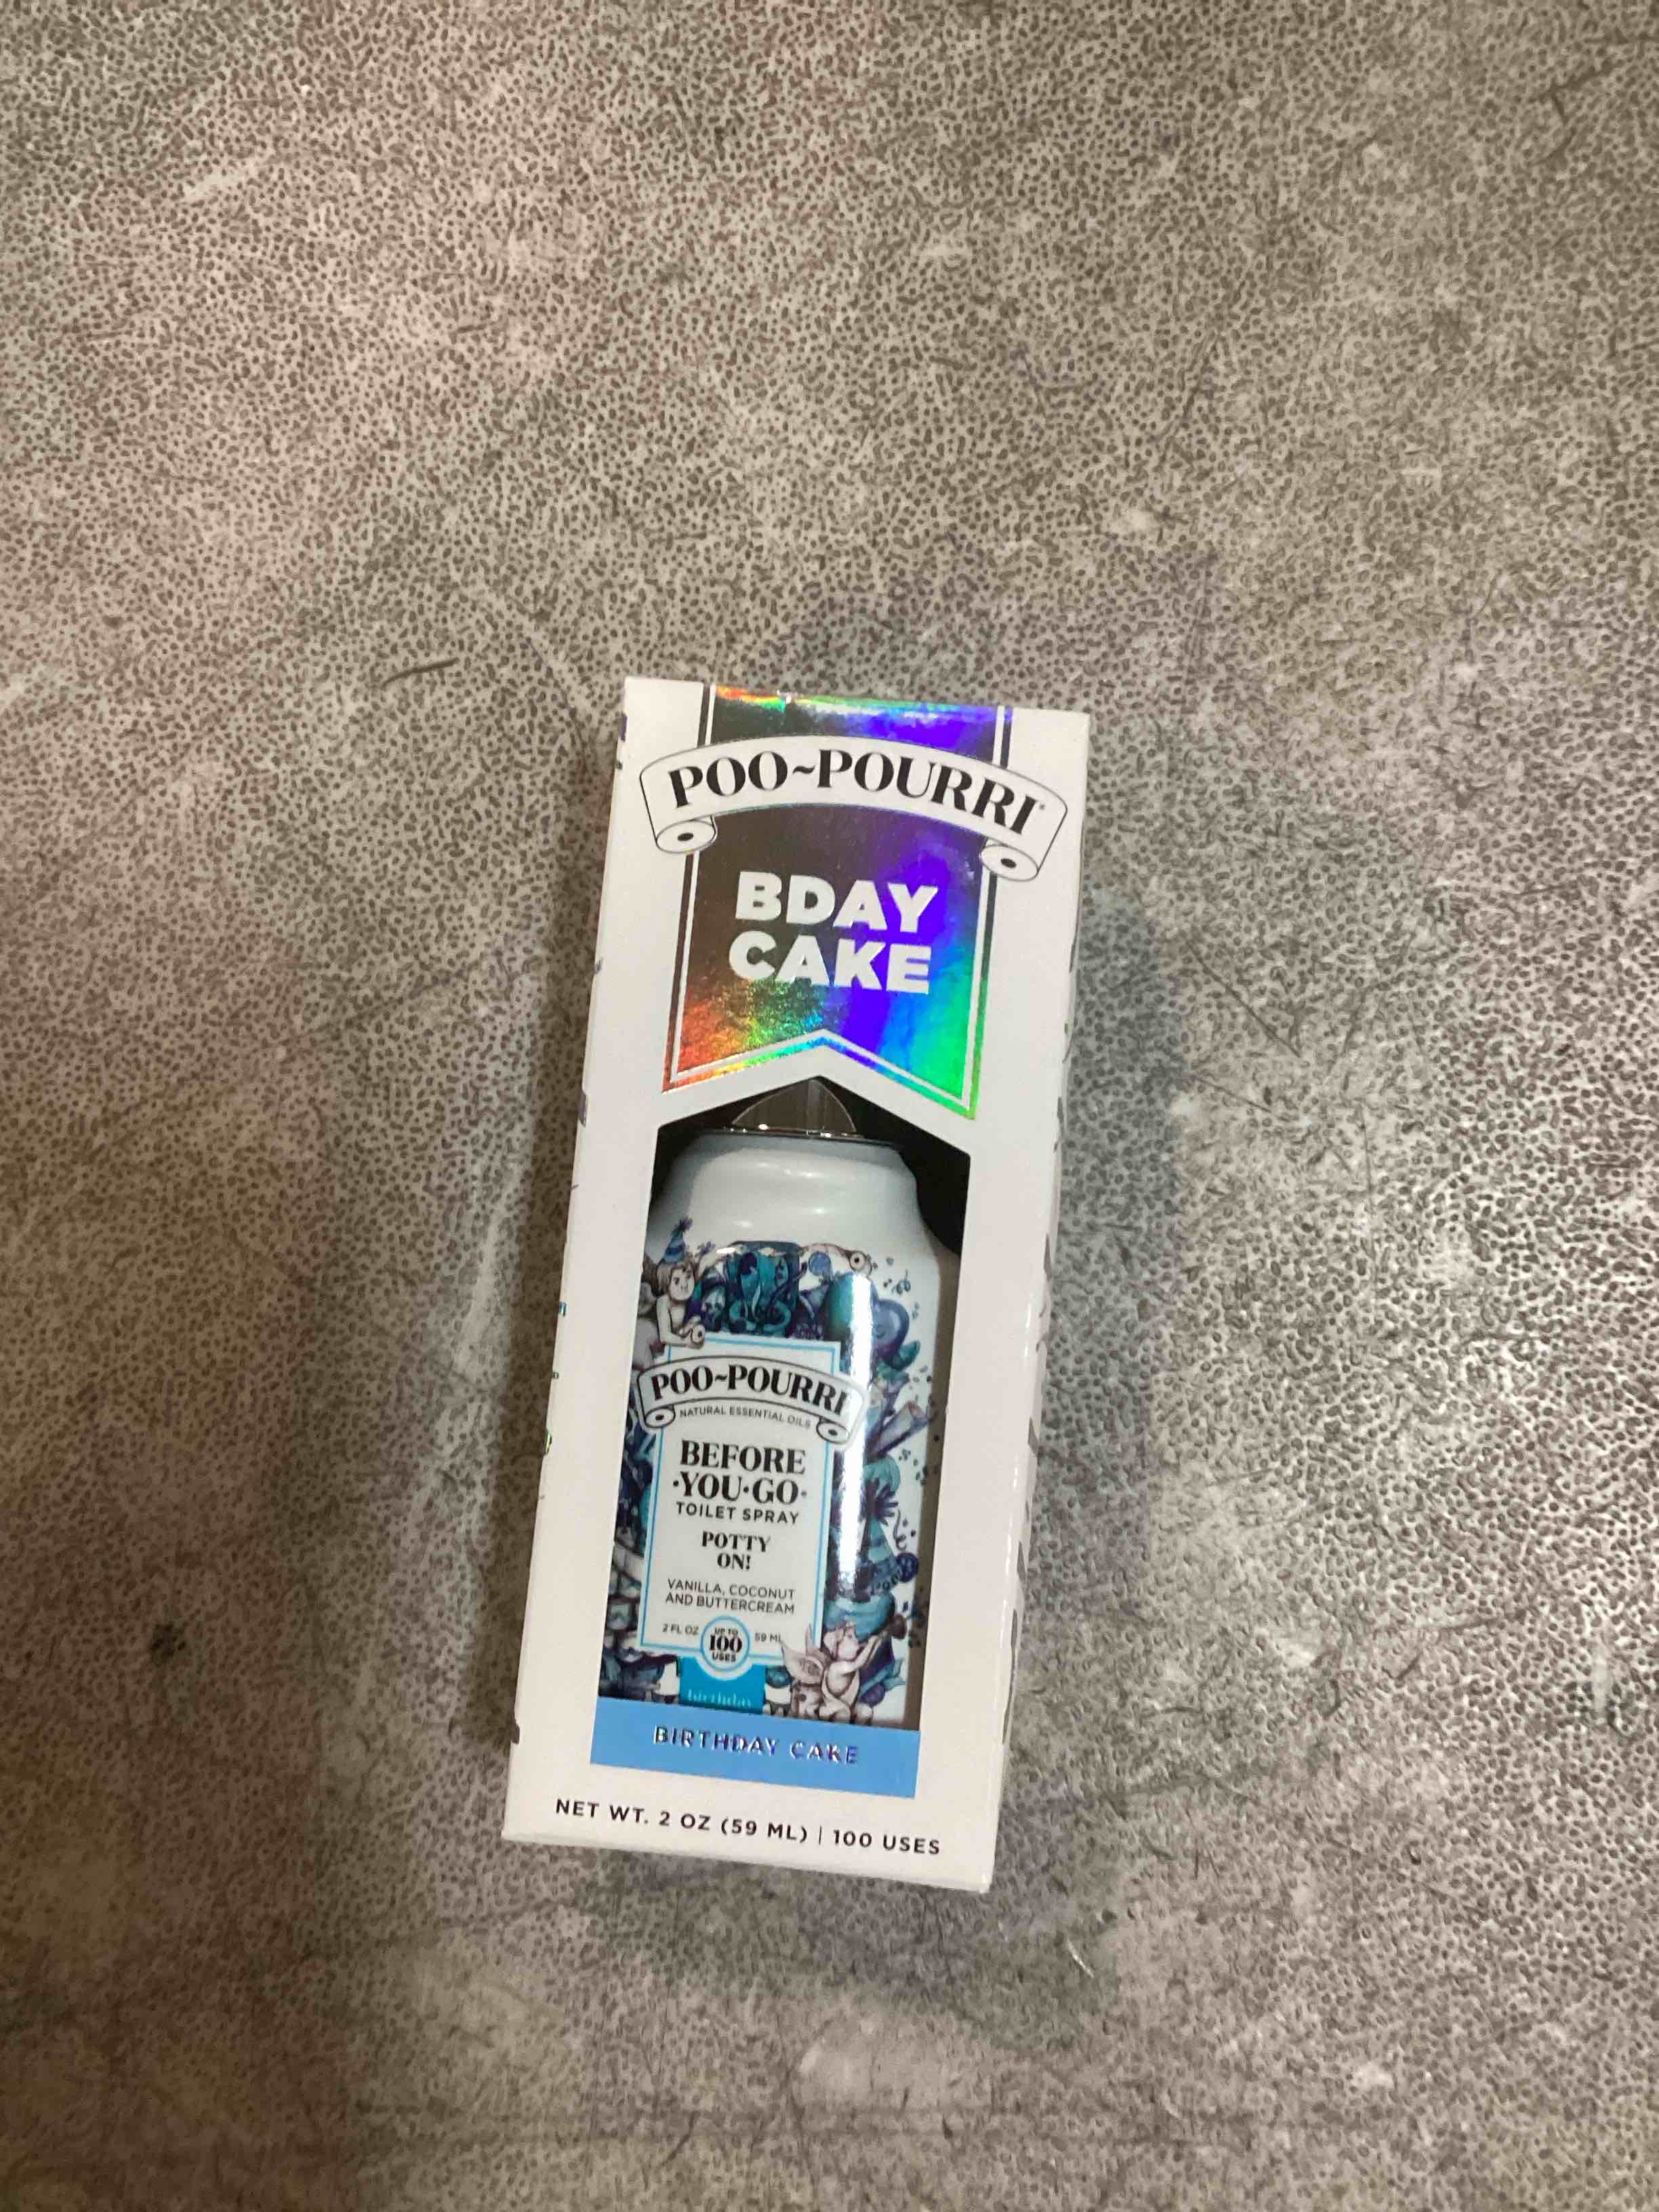 POO~POURRI
BDAY
CAKE
POO~POURRI
NATURAL ESSENTIAL OILS
BEFORE
·YOU·GO·
TOILET SPRAY
POTTY
ON!
VANILLA, COCONUT
AND BUTTERCREAM
2 FL OZ UP TO 100 USES 59 ML
birthday
BIRTHDAY CAKE
NET WT. 2 OZ (59 ML) | 100 USES